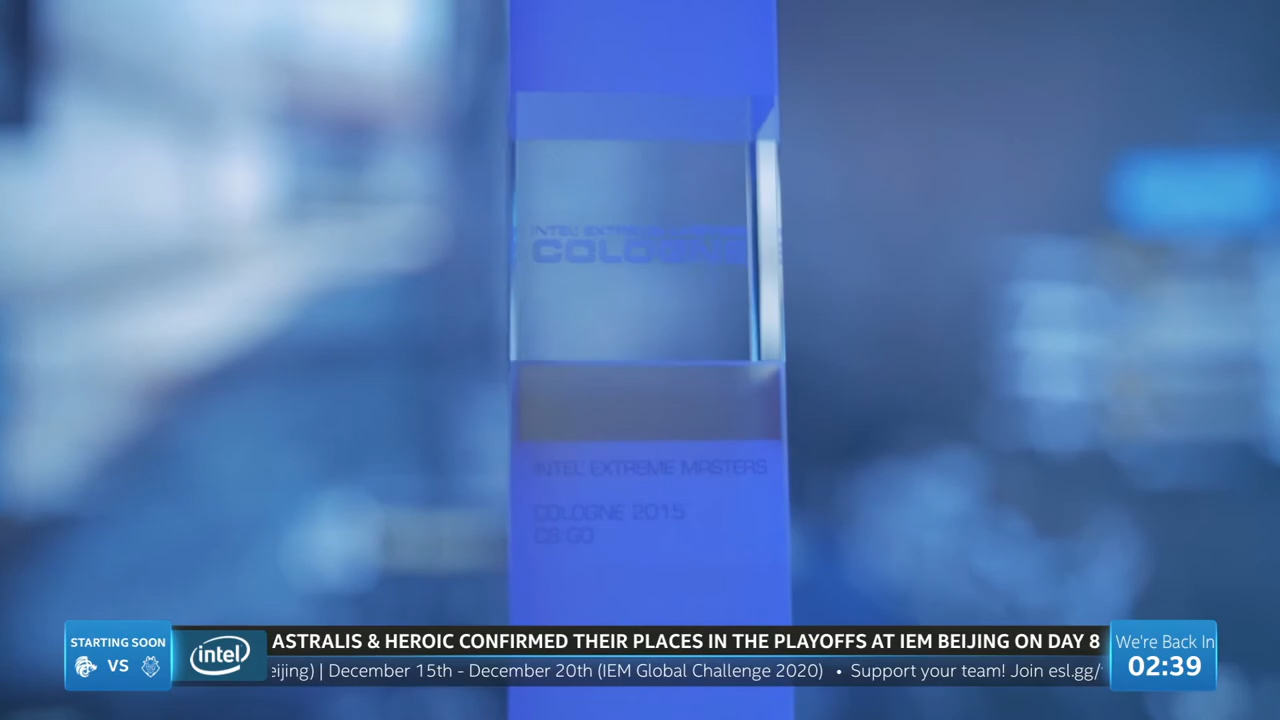 INTEL EXTREME MASTERS
COLOGNE
INTEL EXTREME MASTERS
COLOGNE 2015
CS:GO
STARTING SOON
VS
intel
ASTRALIS & HEROIC CONFIRMED THEIR PLACES IN THE PLAYOFFS AT IEM BEIJING ON DAY 8
eijing) | December 15th - December 20th (IEM Global Challenge 2020) • Support your team! Join esl.gg/
We're Back In
02:39